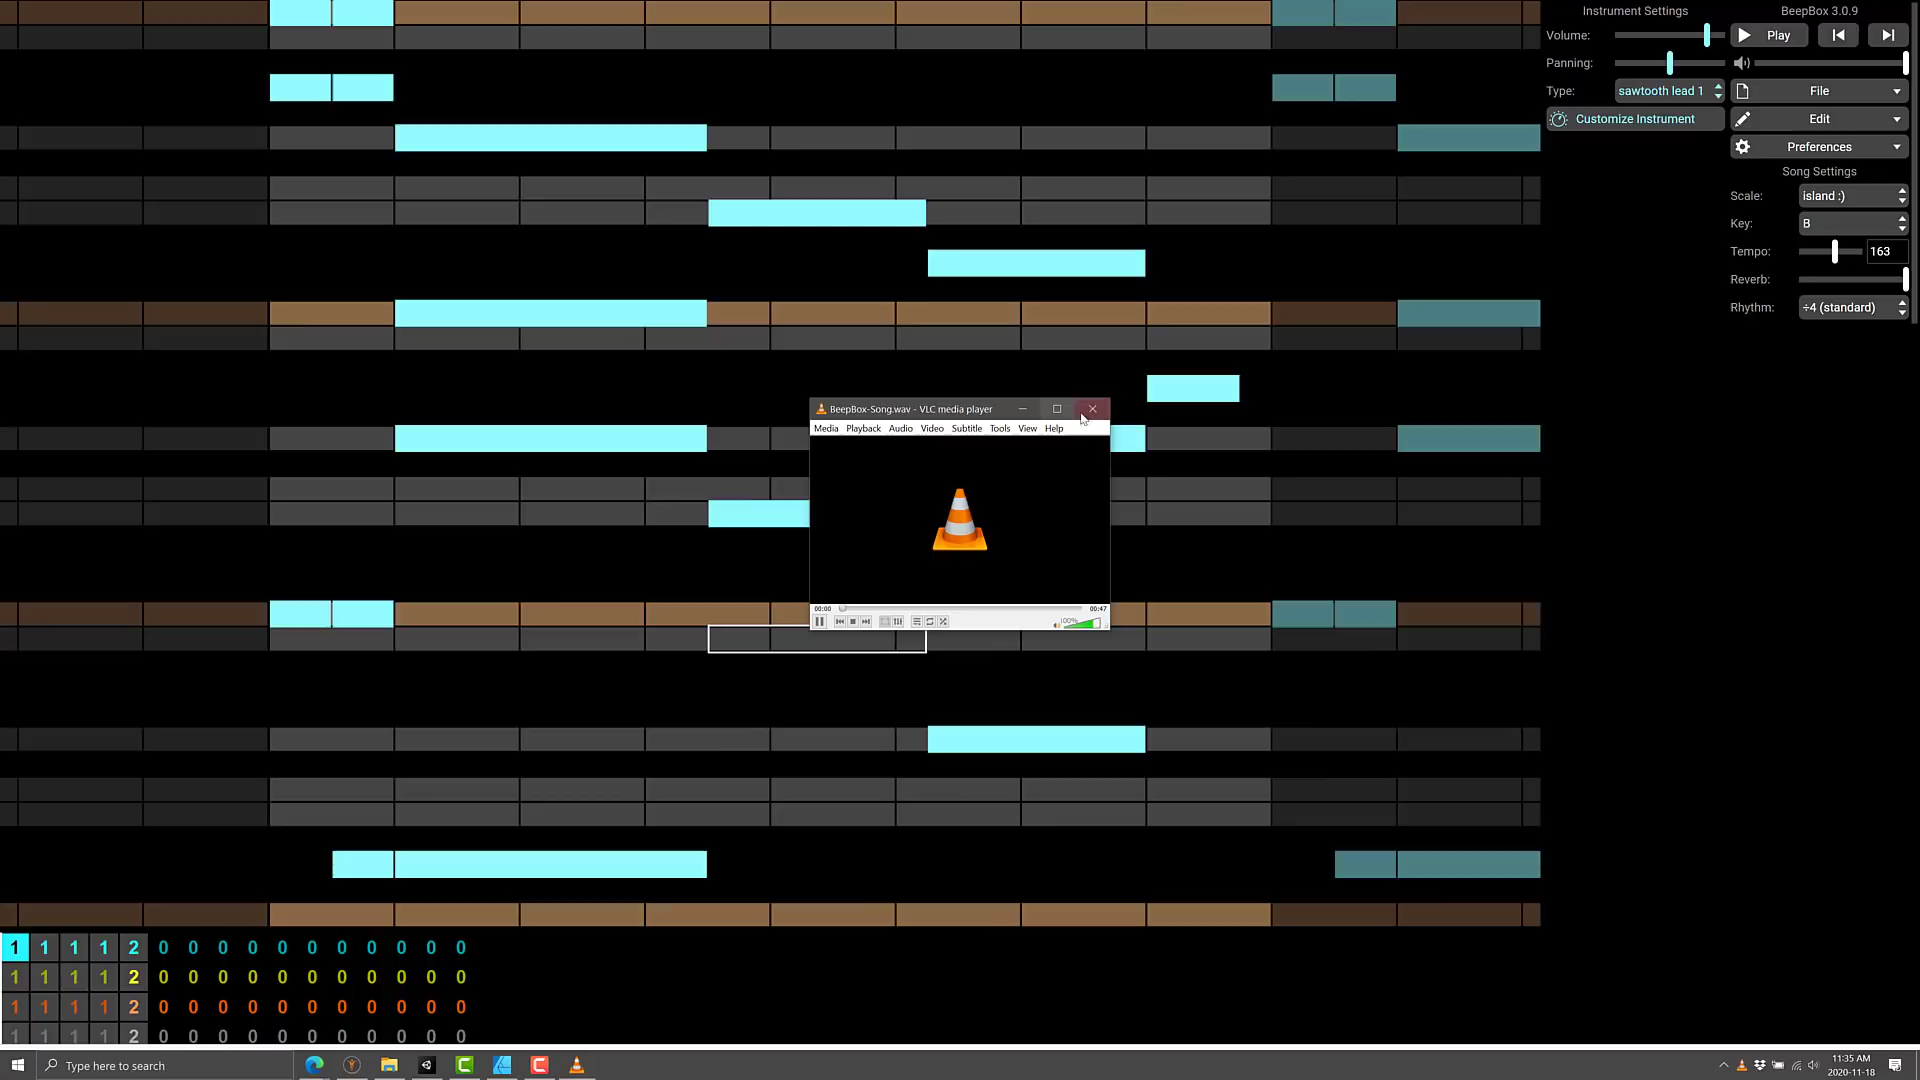 Instrument Settings
Volume:
Panning:
Type: sawtooth lead 1
Customize Instrument
BeepBox 3.0.9
Play
File
Edit
Preferences
Song Settings
Scale: island :)
Key: B
Tempo: 163
Reverb:
Rhythm: ÷4 (standard)
BeepBox-Song.wav - VLC media player
Media Playback Audio Video Subtitle Tools View Help
00:00 00:47
100%
1 1 1 1 2 0 0 0 0 0 0 0 0 0 0 0
1 1 1 1 2 0 0 0 0 0 0 0 0 0 0 0
1 1 1 1 2 0 0 0 0 0 0 0 0 0 0 0
1 1 1 1 2 0 0 0 0 0 0 0 0 0 0 0
Type here to search
11:35 AM
2020-11-18